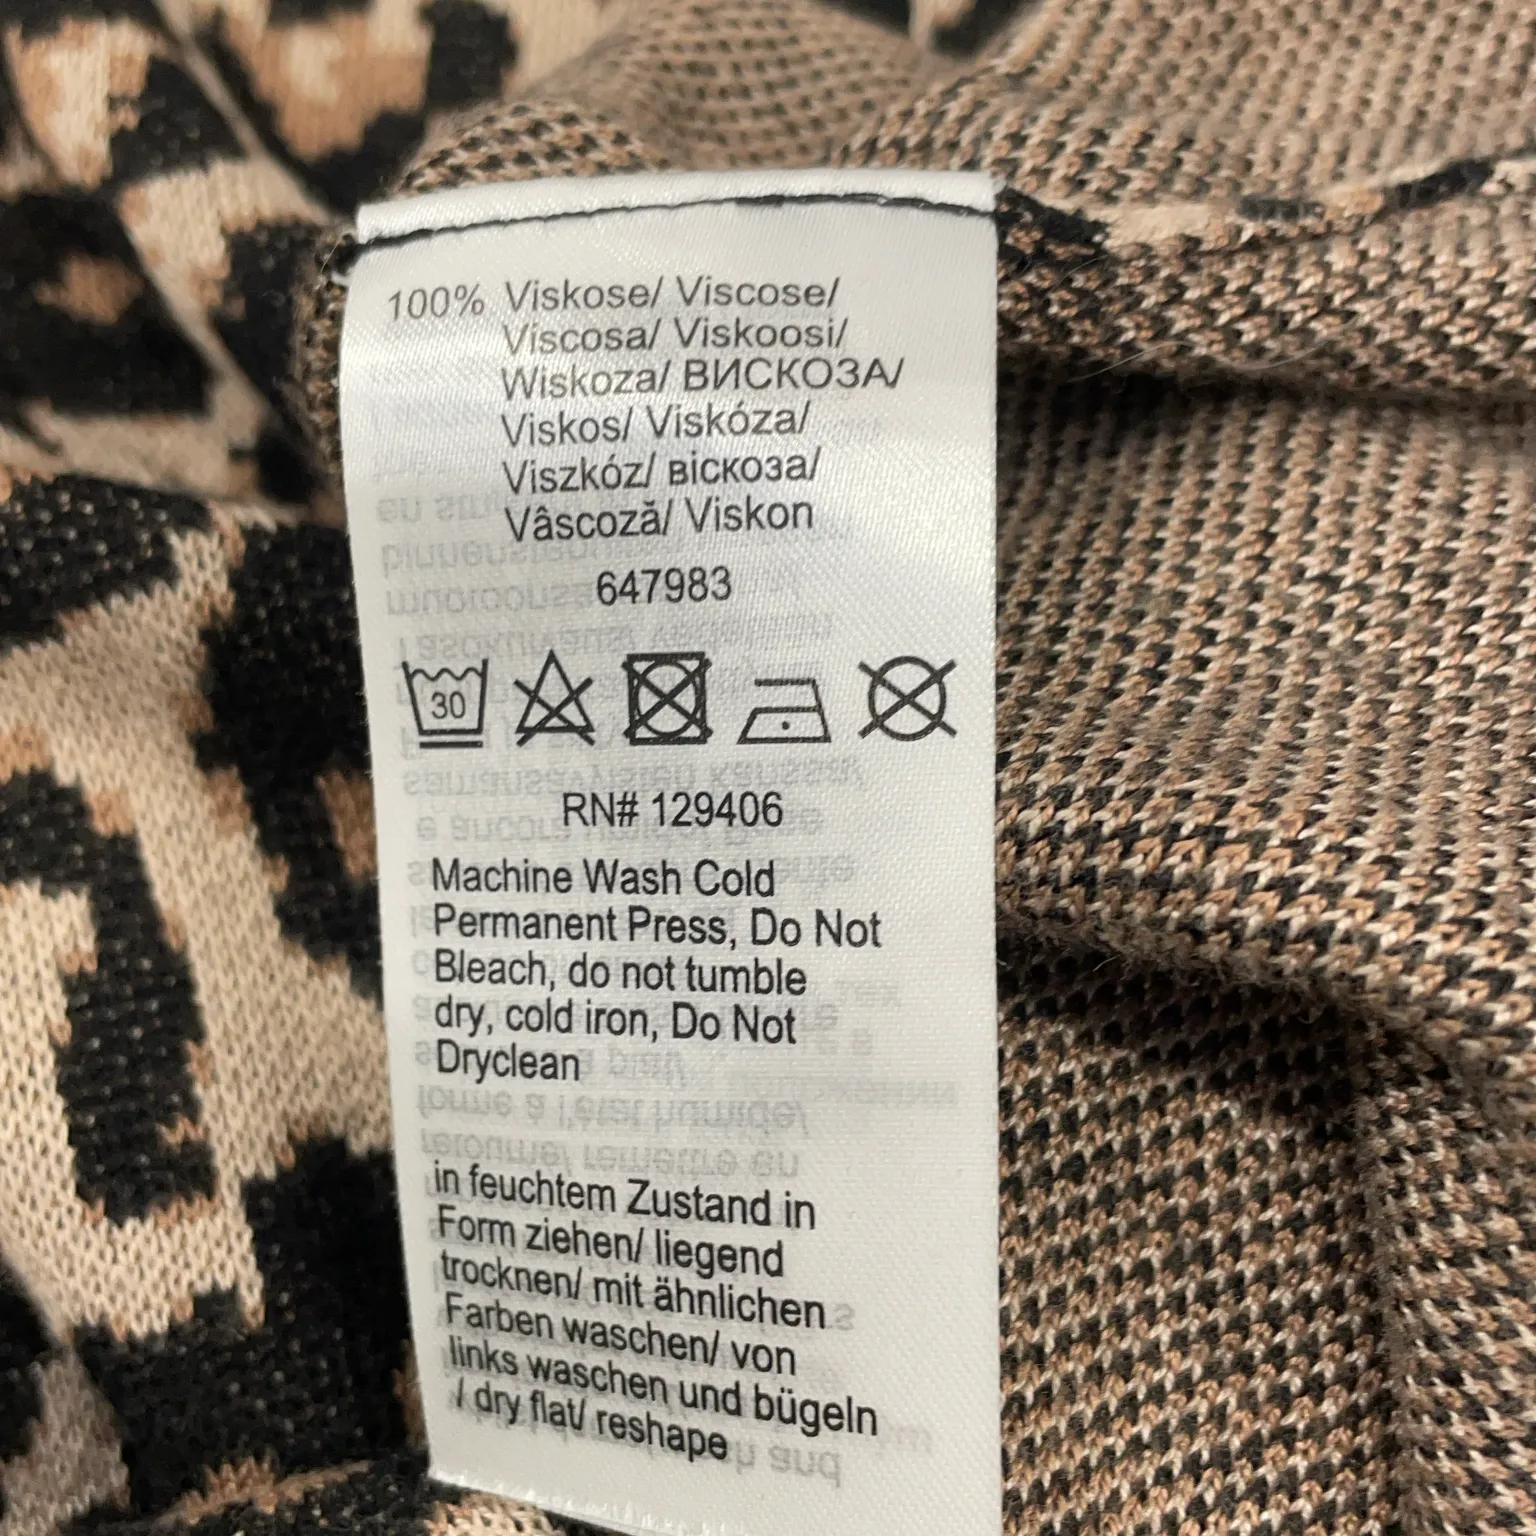 100% Viskose/ Viscose/
Viscosa/ Viskoosi/
Wiskoza/ ВИСКОЗА/
Viskos/ Viskóza/
Viszkóz/ віскоза/
Vâscoză/ Viskon
647983
30
RN# 129406
Machine Wash Cold
Permanent Press, Do Not
Bleach, do not tumble
dry, cold iron, Do Not
Dryclean
in feuchtem Zustand in
Form ziehen/ liegend
trocknen/ mit ähnlichen
Farben waschen/ von
links waschen und bügeln
/ dry flat/ reshape